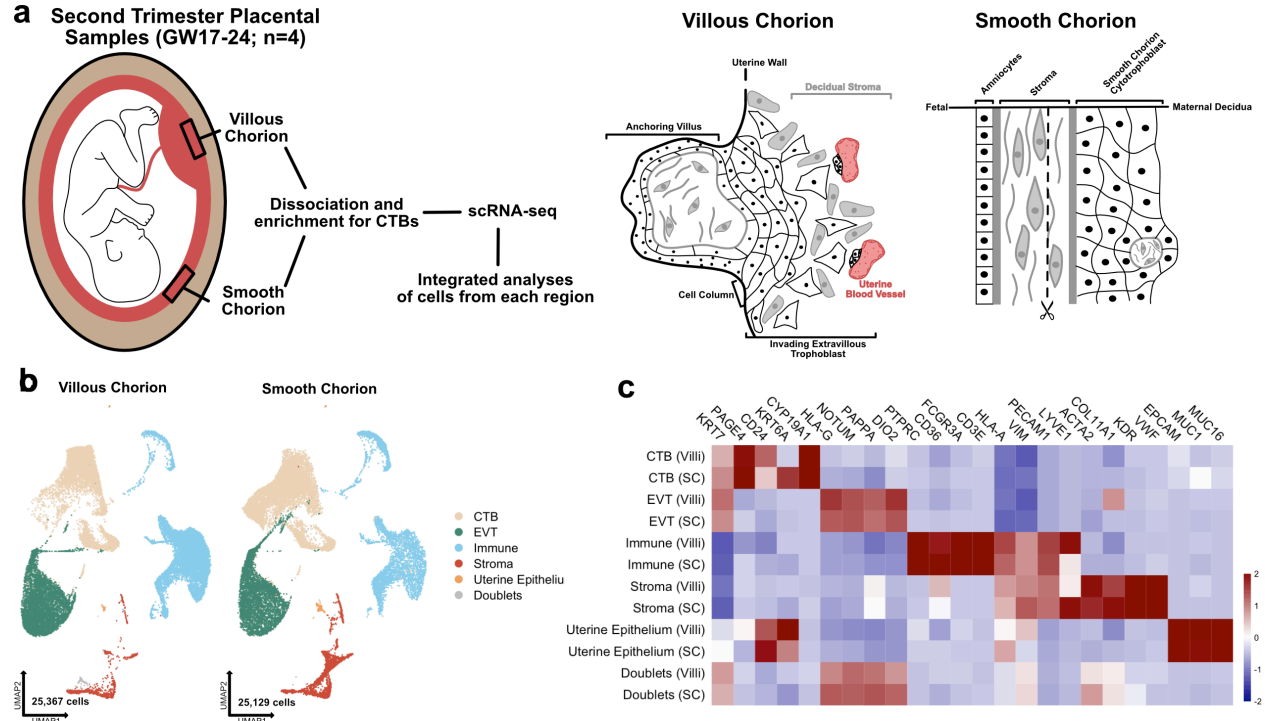 a
Second Trimester Placental
Samples (GW17-24; n=4)
Villous
Chorion
Dissociation and
enrichment for CTBs
scRNA-seq
Integrated analyses
of cells from each region
Smooth
Chorion
Villous Chorion
Uterine Wall
Decidual Stroma
Anchoring Villus
Cell Column
Uterine
Blood Vessel
Invading Extravillous
Trophoblast
Smooth Chorion
Amniocytes
Stroma
Smooth Chorion
Cytotrophoblast
Fetal
Maternal Decidua
b
Villous Chorion
Smooth Chorion
CTB
EVT
Immune
Stroma
Uterine Epitheliu
Doublets
UMAP2
25,367 cells
UMAP1
UMAP2
25,129 cells
UMAP1
c
KRT7
PAGE4
CD24
KRT6A
CYP19A1
HLA-G
NOTUM
PAPPA
DIO2
PTPRC
CD36
FCGR3A
CD3E
HLA-A
VIM
PECAM1
LYVE1
ACTA2
COL11A1
KDR
VWF
EPCAM
MUC1
MUC16
CTB (Villi)
CTB (SC)
EVT (Villi)
EVT (SC)
Immune (Villi)
Immune (SC)
Stroma (Villi)
Stroma (SC)
Uterine Epithelium (Villi)
Uterine Epithelium (SC)
Doublets (Villi)
Doublets (SC)
2
1
0
-1
-2